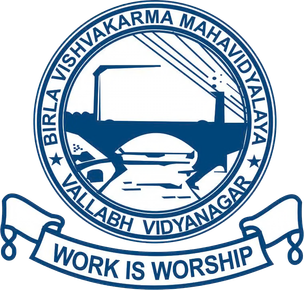 BIRLA VISHVAKARMA MAHAVIDYALAYA
VALLABH VIDYANAGAR
WORK IS WORSHIP